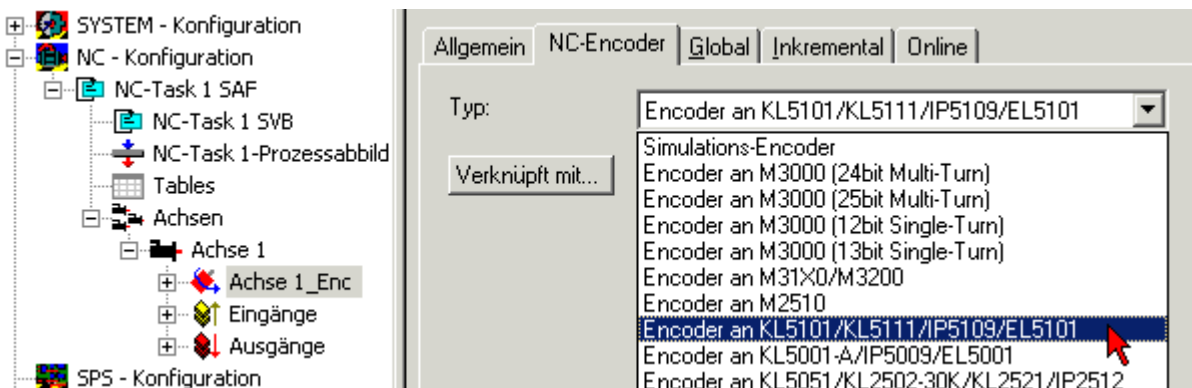 SYSTEM - Konfiguration
NC - Konfiguration
NC-Task 1 SAF
NC-Task 1 SVB
NC-Task 1-Prozessabbild
Tables
Achsen
Achse 1
Achse 1_Enc
Eingänge
Ausgänge
SPS - Konfiguration
Allgemein NC-Encoder Global Inkremental Online
Typ: Encoder an KL5101/KL5111/IP5109/EL5101
Verknüpft mit...
Simulations-Encoder
Encoder an M3000 (24bit Multi-Turn)
Encoder an M3000 (25bit Multi-Turn)
Encoder an M3000 (12bit Single-Turn)
Encoder an M3000 (13bit Single-Turn)
Encoder an M31X0/M3200
Encoder an M2510
Encoder an KL5101/KL5111/IP5109/EL5101
Encoder an KL5001-A/IP5009/EL5001
Encoder an KL5051/KL2502-30K/KL2521/IP2512